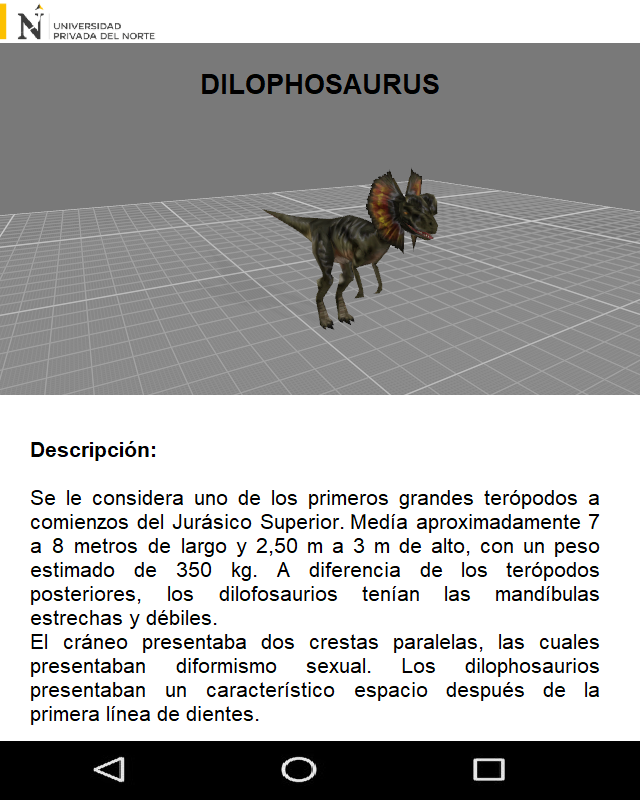 UNIVERSIDAD
PRIVADA DEL NORTE
DILOPHOSAURUS
Descripción:
Se le considera uno de los primeros grandes terópodos a
comienzos del Jurásico Superior. Medía aproximadamente 7
a 8 metros de largo y 2,50 m a 3 m de alto, con un peso
estimado de 350 kg. A diferencia de los terópodos
posteriores, los dilofosaurios tenían las mandíbulas
estrechas y débiles.
El cráneo presentaba dos crestas paralelas, las cuales
presentaban diformismo sexual. Los dilophosaurios
presentaban un característico espacio después de la
primera línea de dientes.